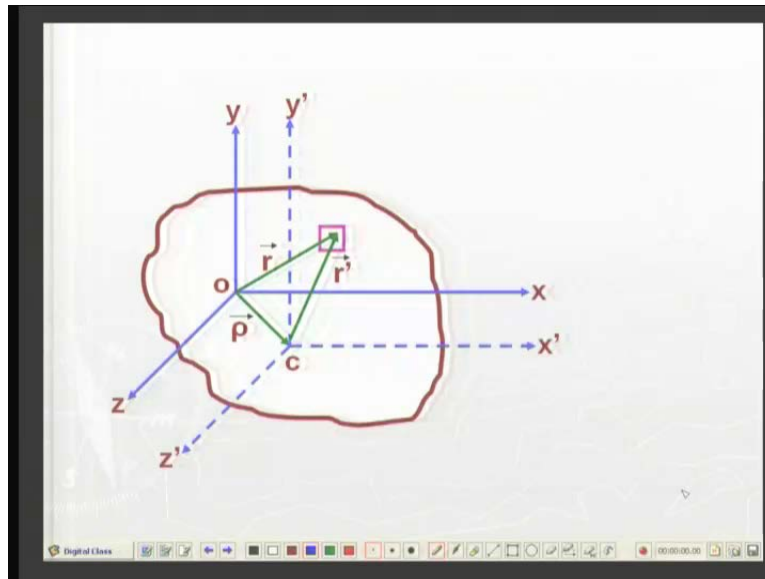 y y’
r
r’
O x
ρ
C x’
z
z’
Digital Class 00:00:00.00